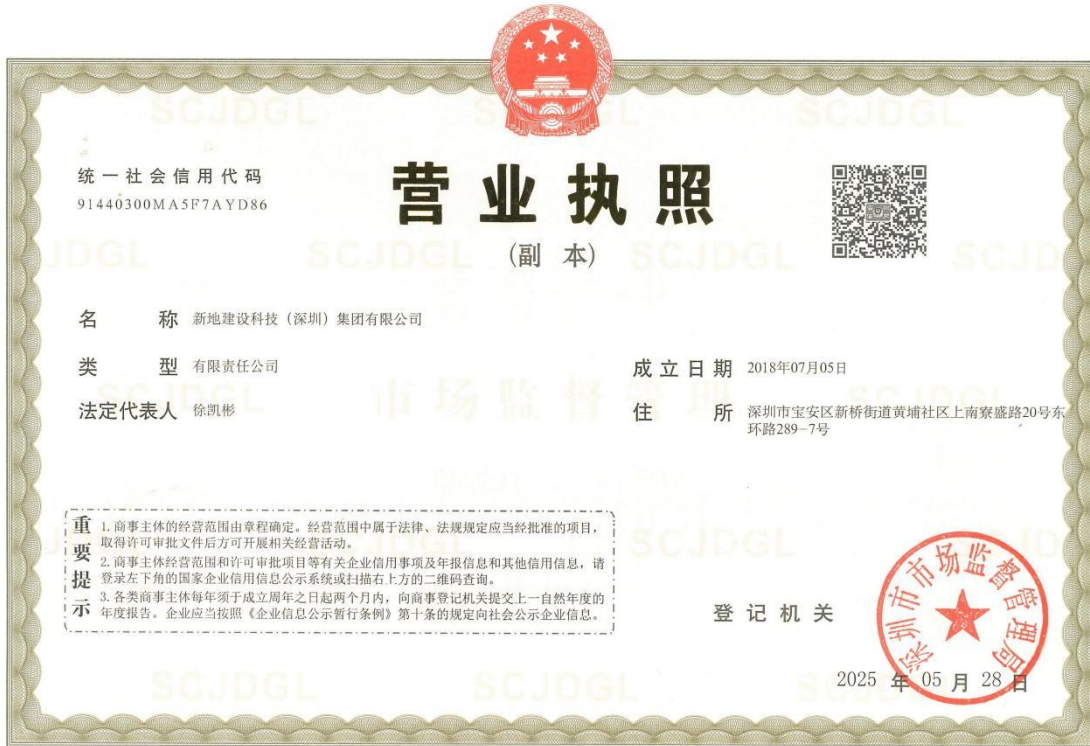 统一社会信用代码
91440300MA5F7AYD86
营业执照
(副 本)
名 称 新地建设科技（深圳）集团有限公司
类 型 有限责任公司
成立日期 2018年07月05日
法定代表人 徐凯彬
住 所 深圳市宝安区新桥街道黄埔社区上南寮盛路20号东
环路289-7号
重要提示
1. 商事主体的经营范围由章程确定。经营范围中属于法律、法规规定应当经批准的项目，
取得许可审批文件后方可开展相关经营活动。
2. 商事主体经营范围和许可审批项目等有关企业信用事项及年报信息和其他信用信息，请
登录左下角的国家企业信用信息公示系统或扫描右上方的二维码查询。
3. 各类商事主体每年须于成立周年之日起两个月内，向商事登记机关提交上一自然年度的
年度报告。企业应当按照《企业信息公示暂行条例》第十条的规定向社会公示企业信息。
登记机关
深圳市市场监督管理局
2025 年 05 月 28 日
SCJDGL
市场监督管理